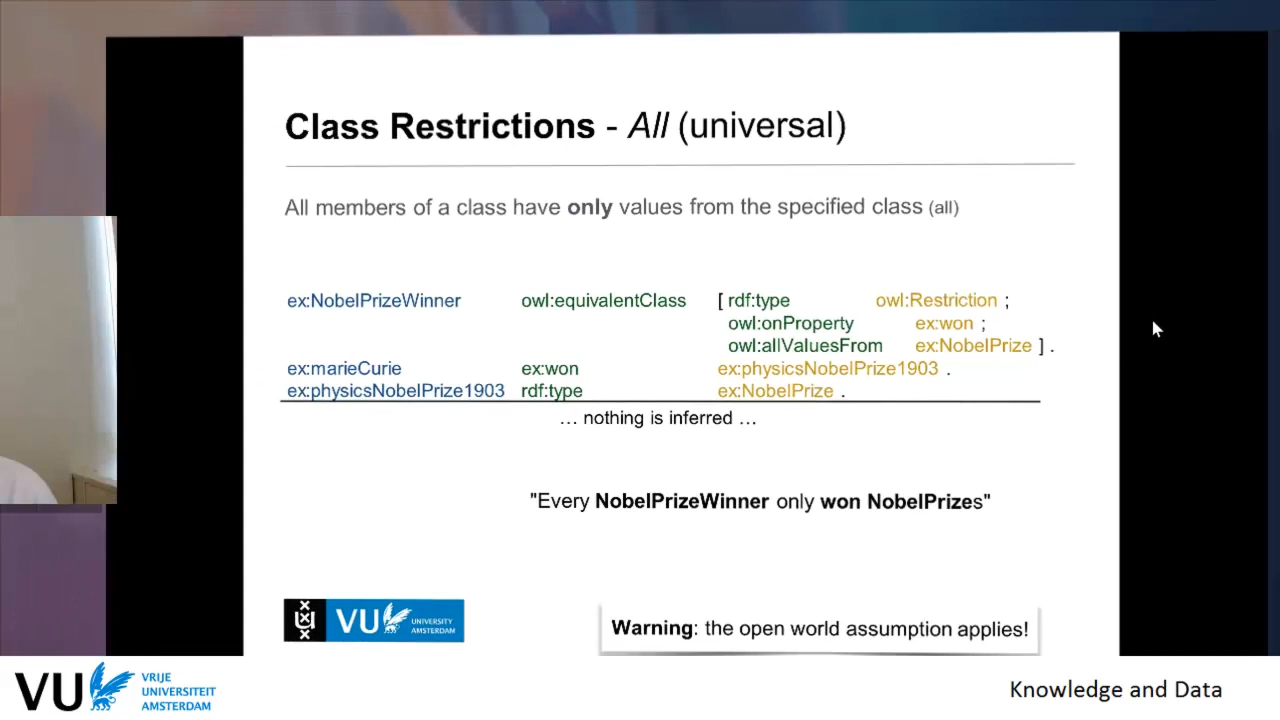 Class Restrictions - All (universal)
All members of a class have only values from the specified class (all)
ex:NobelPrizeWinner owl:equivalentClass [ rdf:type owl:Restriction ;
owl:onProperty ex:won ;
owl:allValuesFrom ex:NobelPrize ] .
ex:marieCurie ex:won ex:physicsNobelPrize1903 .
ex:physicsNobelPrize1903 rdf:type ex:NobelPrize .
… nothing is inferred …
"Every NobelPrizeWinner only won NobelPrizes"
VU UNIVERSITY
AMSTERDAM
Warning: the open world assumption applies!
VU VRIJE
UNIVERSITEIT
AMSTERDAM
Knowledge and Data